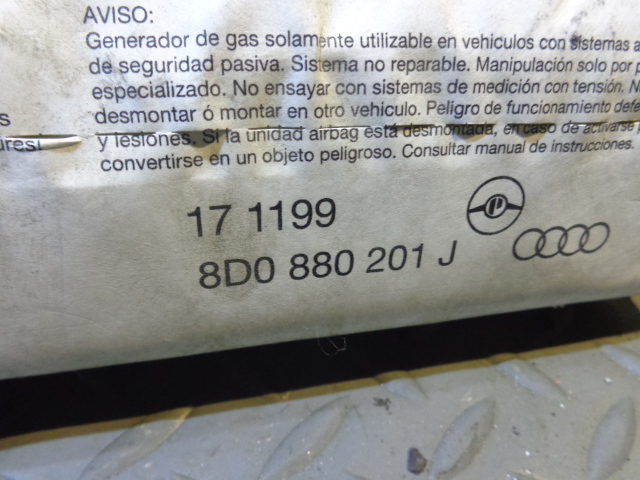 AVISO:
Generador de gas solamente utilizable en vehiculos con sistemas a
de seguridad pasiva. Sistema no reparable. Manipulación solo por p
especializado. No ensayar con sistemas de medición con tensión. N
desmontar ó montar en otro vehiculo. Peligro de funcionamiento defe
y lesiones. Si la unidad airbag está desmontada, en caso de activarse
convertirse en un objeto peligroso. Consultar manual de instrucciones.
17 1199
8D0 880 201 J